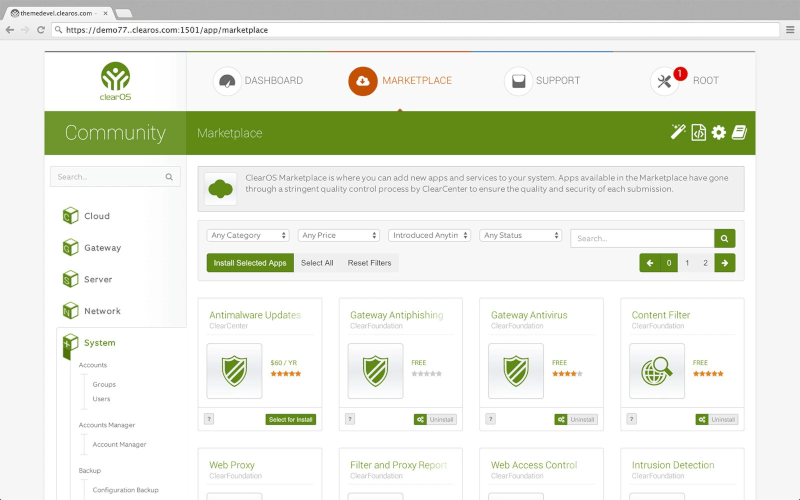 themedevel.clearos.com -
https://demo77..clearos.com:1501/app/marketplace
clearOS
DASHBOARD
MARKETPLACE
SUPPORT
1
ROOT
Community
Marketplace
Search...
ClearOS Marketplace is where you can add new apps and services to your system. Apps available in the Marketplace have gone
through a stringent quality control process by ClearCenter to ensure the quality and security of each submission.
Cloud
Gateway
Server
Network
System
Accounts
Groups
Users
Accounts Manager
Account Manager
Backup
Configuration Backup
Any Category
Any Price
Introduced Anytin
Any Status
Search...
Install Selected Apps
Select All
Reset Filters
0
1
2
Antimalware Updates
ClearCenter
$60 / YR
?
Select for Install
Gateway Antiphishing
ClearFoundation
FREE
?
Uninstall
Gateway Antivirus
ClearFoundation
FREE
?
Uninstall
Content Filter
ClearFoundation
FREE
?
Uninstall
Web Proxy
ClearFoundation
Filter and Proxy Report
ClearFoundation
Web Access Control
ClearFoundation
Intrusion Detection
ClearFoundation